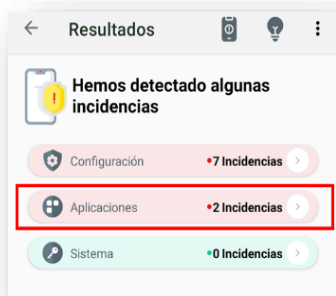 Resultados
Hemos detectado algunas
incidencias
Configuración •7 Incidencias
Aplicaciones •2 Incidencias
Sistema •0 Incidencias